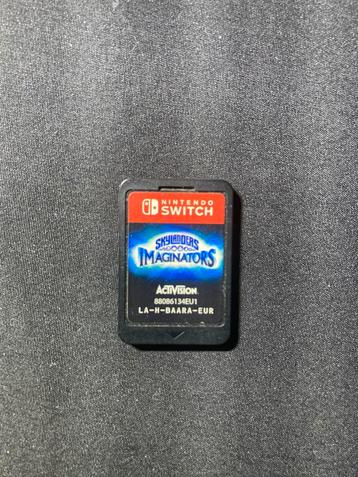 NINTENDO
SWITCH
SKYLANDERS
IMAGINATORS
ACTIVISION
88086134EU1
LA-H-BAARA-EUR